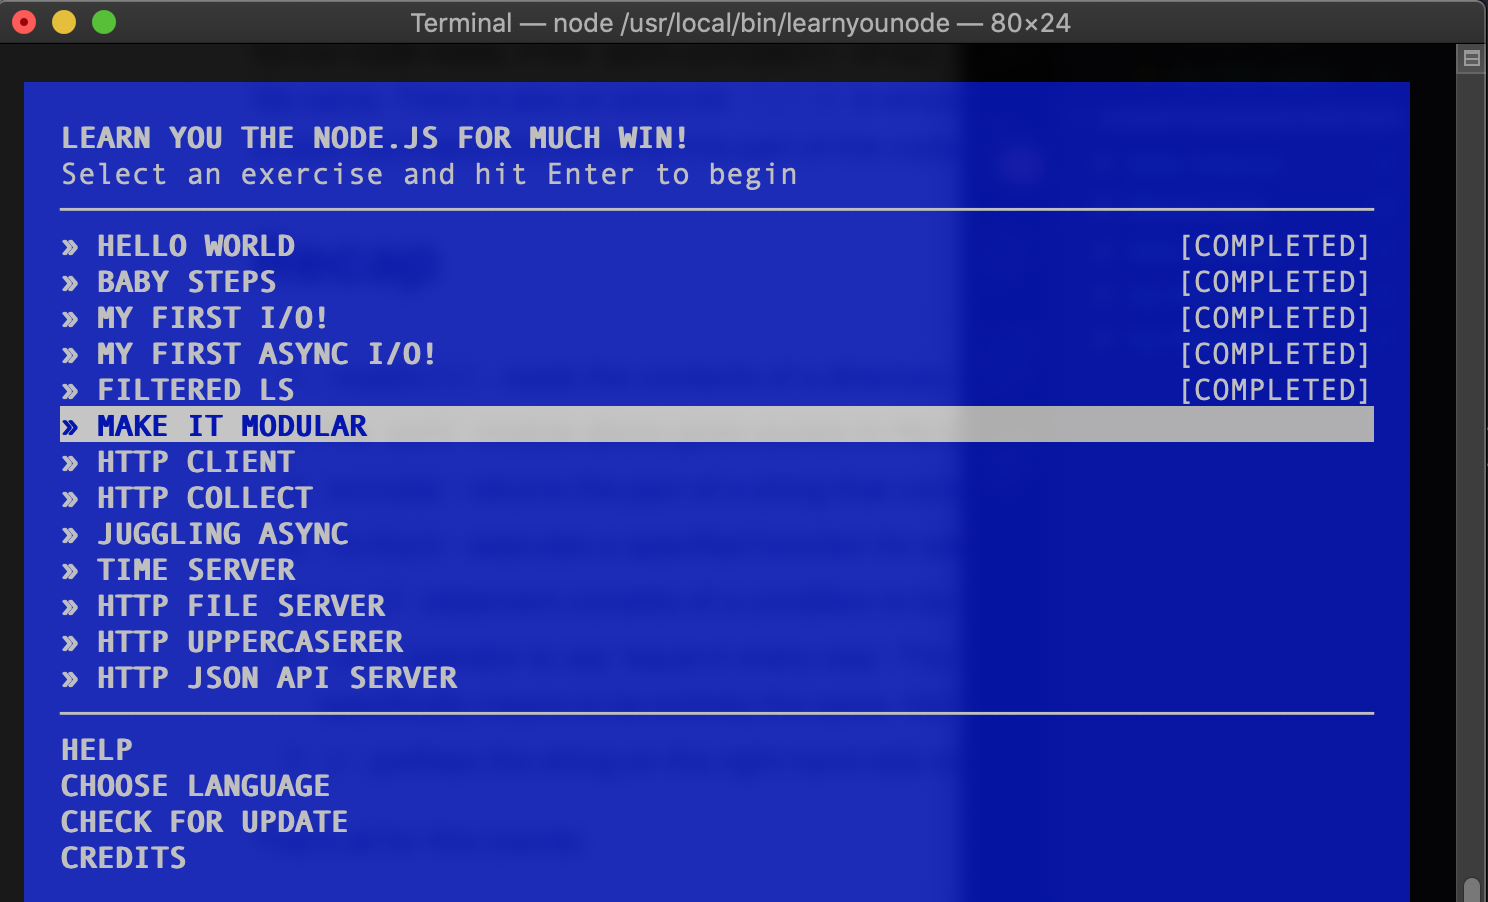 Terminal — node /usr/local/bin/learnyounode — 80×24
LEARN YOU THE NODE.JS FOR MUCH WIN!
Select an exercise and hit Enter to begin
» HELLO WORLD [COMPLETED]
» BABY STEPS [COMPLETED]
» MY FIRST I/O! [COMPLETED]
» MY FIRST ASYNC I/O! [COMPLETED]
» FILTERED LS [COMPLETED]
» MAKE IT MODULAR
» HTTP CLIENT
» HTTP COLLECT
» JUGGLING ASYNC
» TIME SERVER
» HTTP FILE SERVER
» HTTP UPPERCASERER
» HTTP JSON API SERVER
HELP
CHOOSE LANGUAGE
CHECK FOR UPDATE
CREDITS